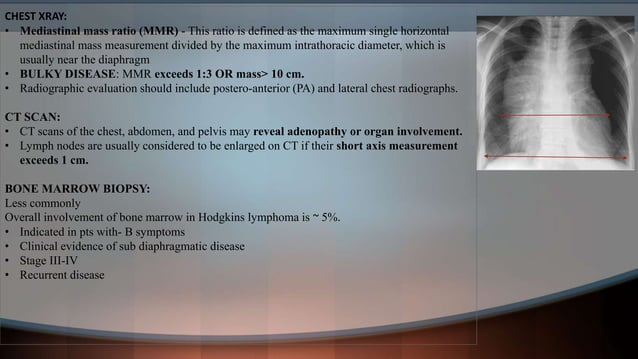 CHEST XRAY:
• Mediastinal mass ratio (MMR) - This ratio is defined as the maximum single horizontal
mediastinal mass measurement divided by the maximum intrathoracic diameter, which is
usually near the diaphragm
• BULKY DISEASE: MMR exceeds 1:3 OR mass> 10 cm.
• Radiographic evaluation should include postero-anterior (PA) and lateral chest radiographs.
CT SCAN:
• CT scans of the chest, abdomen, and pelvis may reveal adenopathy or organ involvement.
• Lymph nodes are usually considered to be enlarged on CT if their short axis measurement
exceeds 1 cm.
BONE MARROW BIOPSY:
Less commonly
Overall involvement of bone marrow in Hodgkins lymphoma is ~ 5%.
• Indicated in pts with- B symptoms
• Clinical evidence of sub diaphragmatic disease
• Stage III-IV
• Recurrent disease